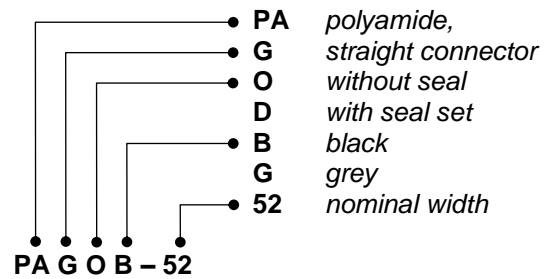 PA polyamide,
G straight connector
O without seal
D with seal set
B black
G grey
52 nominal width
PA G O B – 52